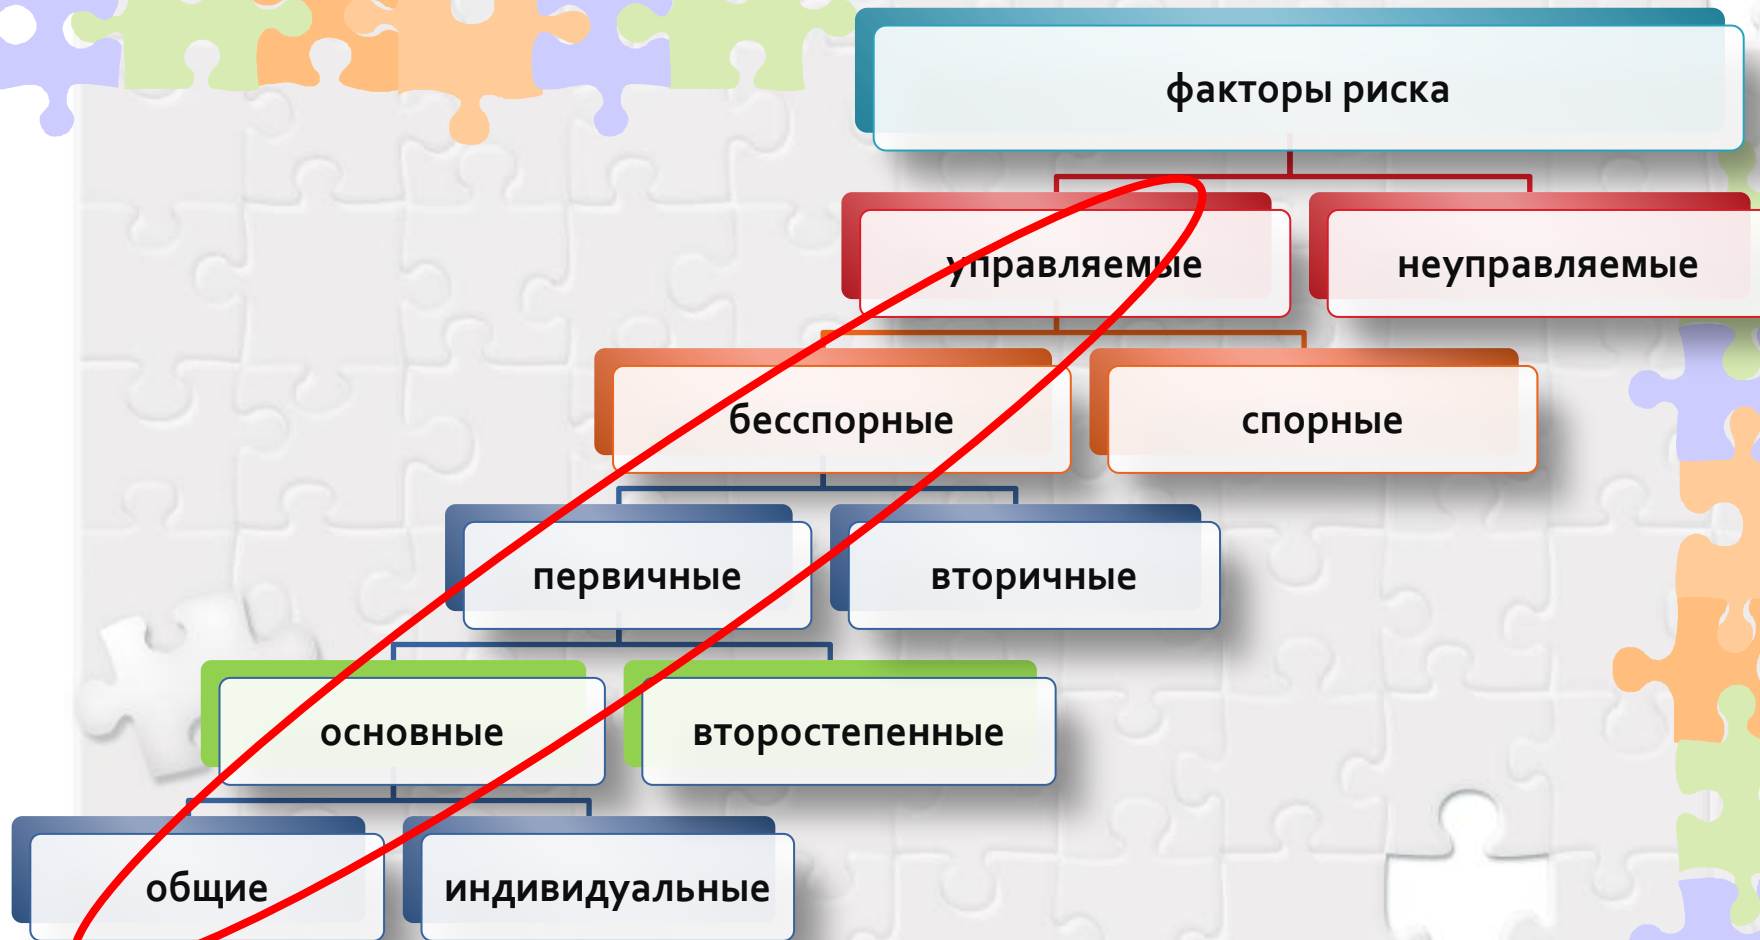 факторы риска
управляемые
неуправляемые
бесспорные
спорные
первичные
вторичные
основные
второстепенные
общие
индивидуальные